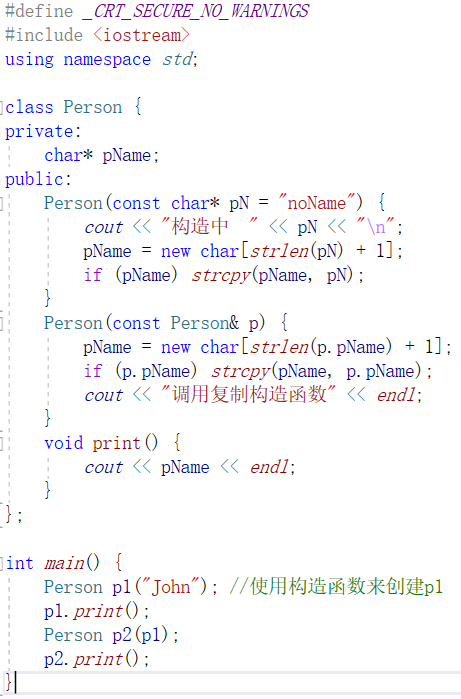 #define _CRT_SECURE_NO_WARNINGS
#include <iostream>
using namespace std;

class Person {
private:
    char* pName;
public:
    Person(const char* pN = "noName") {
        cout << "构造中  " << pN << "\n";
        pName = new char[strlen(pN) + 1];
        if (pName) strcpy(pName, pN);
    }
    Person(const Person& p) {
        pName = new char[strlen(p.pName) + 1];
        if (p.pName) strcpy(pName, p.pName);
        cout << "调用复制构造函数" << endl;
    }
    void print() {
        cout << pName << endl;
    }
};

int main() {
    Person p1("John"); //使用构造函数来创建p1
    p1.print();
    Person p2(p1);
    p2.print();
}